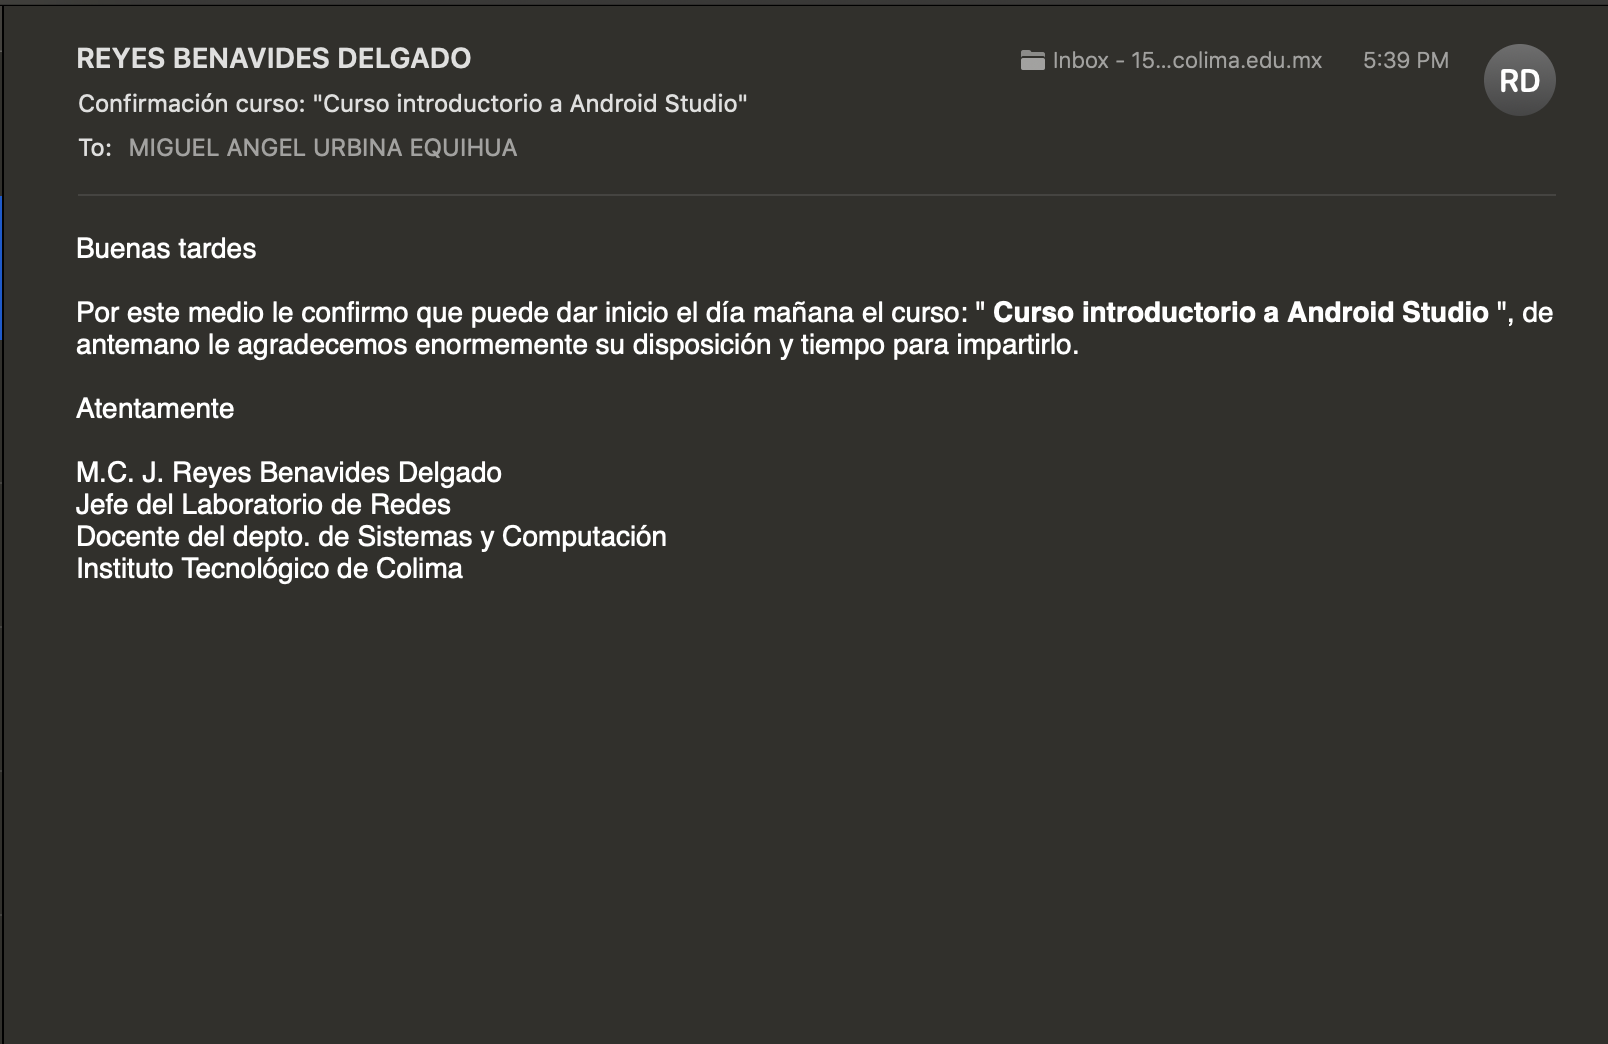 REYES BENAVIDES DELGADO
Inbox - 15...colima.edu.mx 5:39 PM
RD
Confirmación curso: "Curso introductorio a Android Studio"
To: MIGUEL ANGEL URBINA EQUIHUA
Buenas tardes
Por este medio le confirmo que puede dar inicio el día mañana el curso: " Curso introductorio a Android Studio ", de
antemano le agradecemos enormemente su disposición y tiempo para impartirlo.
Atentamente
M.C. J. Reyes Benavides Delgado
Jefe del Laboratorio de Redes
Docente del depto. de Sistemas y Computación
Instituto Tecnológico de Colima